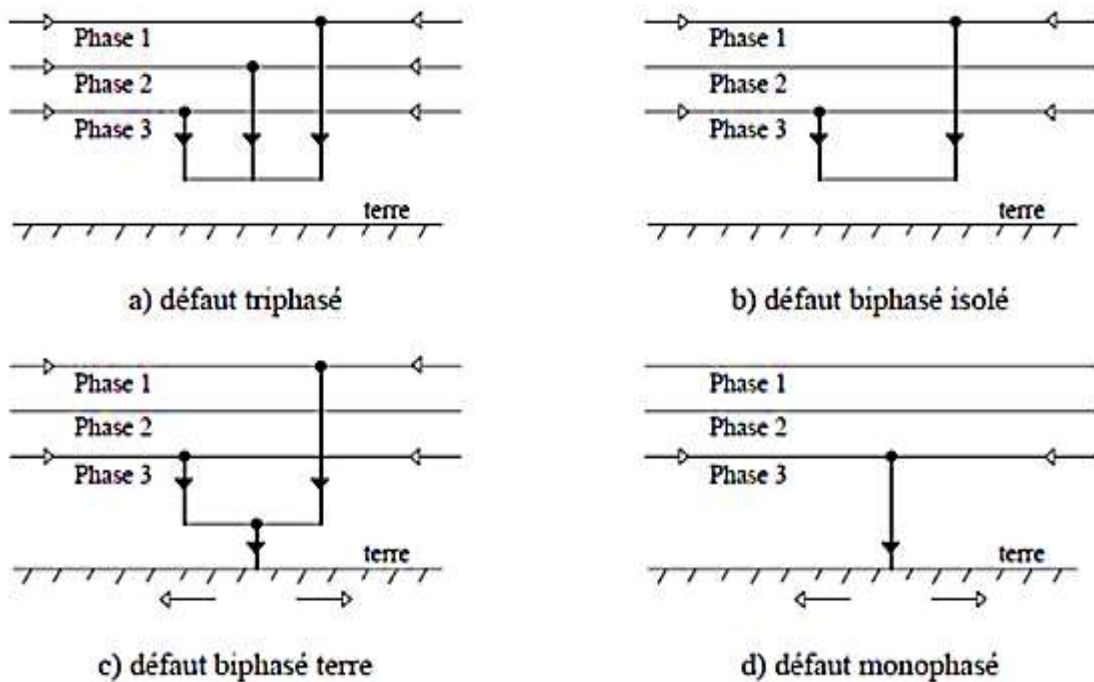 Phase 1
Phase 2
Phase 3
terre
a) défaut triphasé
Phase 1
Phase 2
Phase 3
terre
b) défaut biphasé isolé
Phase 1
Phase 2
Phase 3
terre
c) défaut biphasé terre
Phase 1
Phase 2
Phase 3
terre
d) défaut monophasé